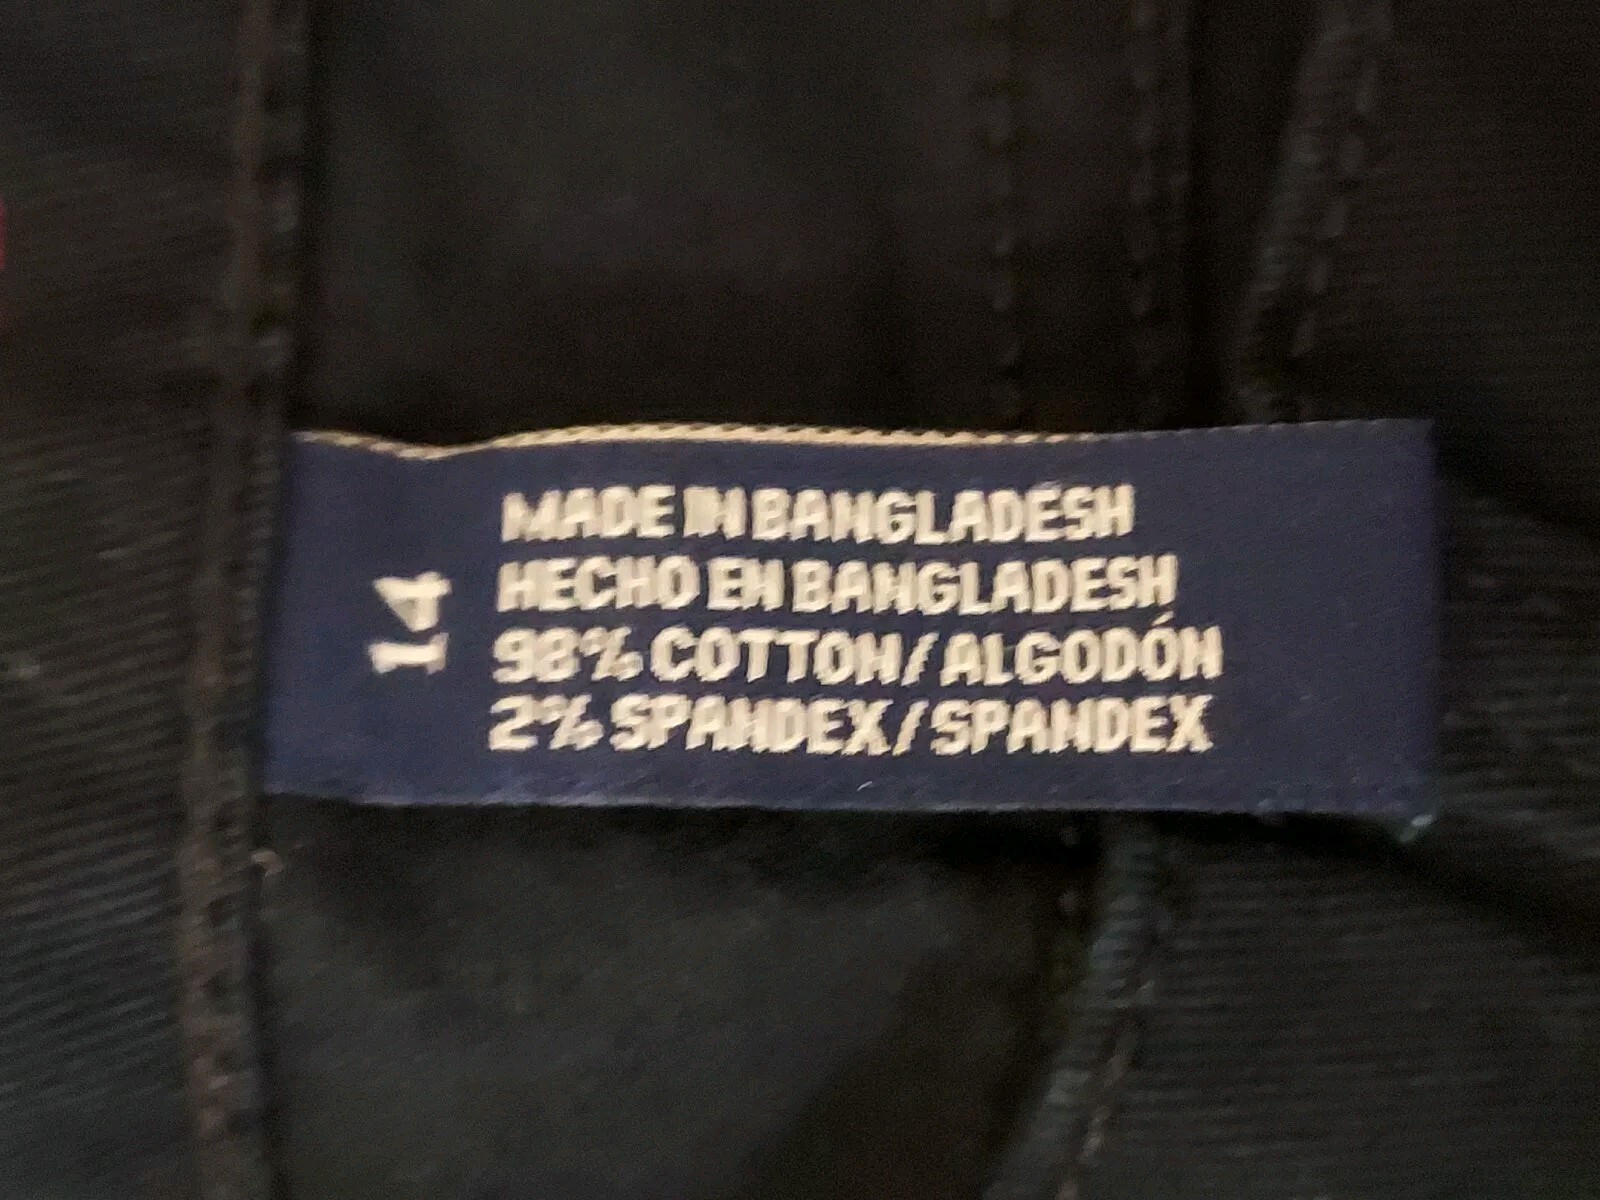 14
MADE IN BANGLADESH
HECHO EN BANGLADESH
98% COTTON/ALGODÓN
2% SPANDEX/SPANDEX